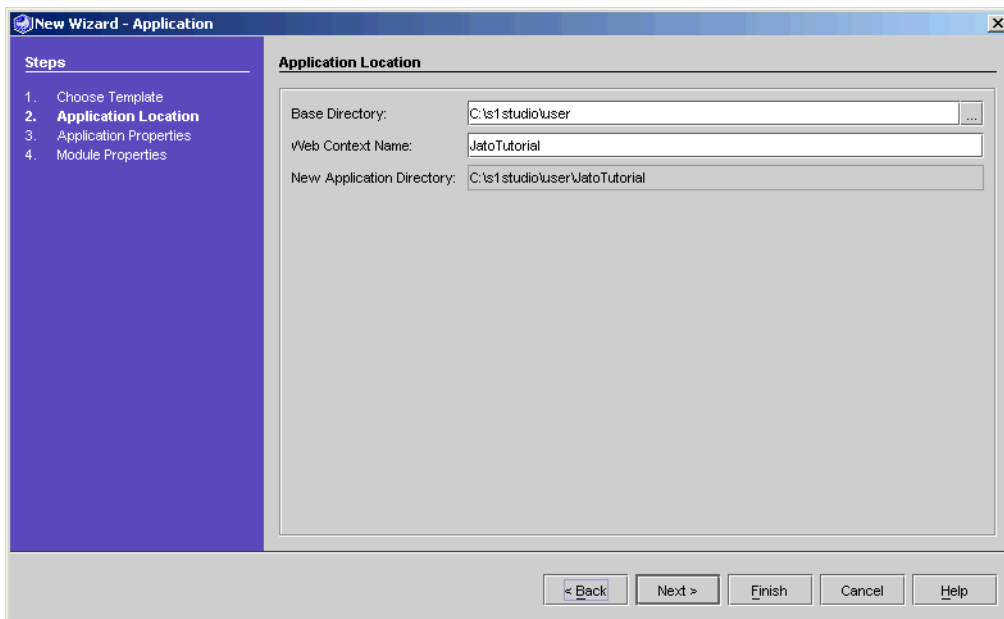 New Wizard - Application
Steps
1. Choose Template
2. Application Location
3. Application Properties
4. Module Properties
Application Location
Base Directory: C:\s1studio\user ...
Web Context Name: JatoTutorial
New Application Directory: C:\s1studio\user\JatoTutorial
< Back Next > Finish Cancel Help